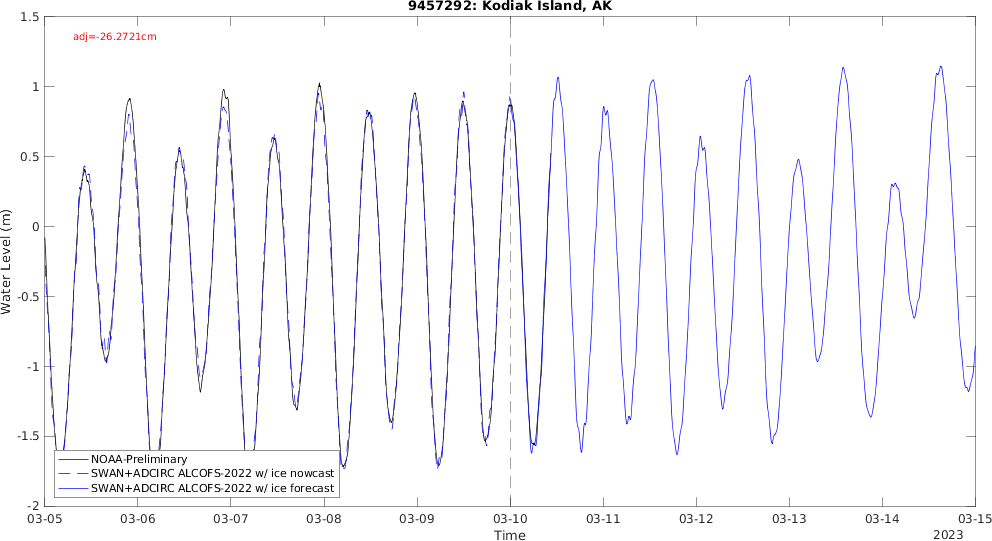 9457292: Kodiak Island, AK
adj=-26.2721cm
1.5
1
0.5
0
-0.5
-1
-1.5
-2
Water Level (m)
NOAA-Preliminary
SWAN+ADCIRC ALCOFS-2022 w/ ice nowcast
SWAN+ADCIRC ALCOFS-2022 w/ ice forecast
03-05 03-06 03-07 03-08 03-09 03-10 03-11 03-12 03-13 03-14 03-15
Time
2023